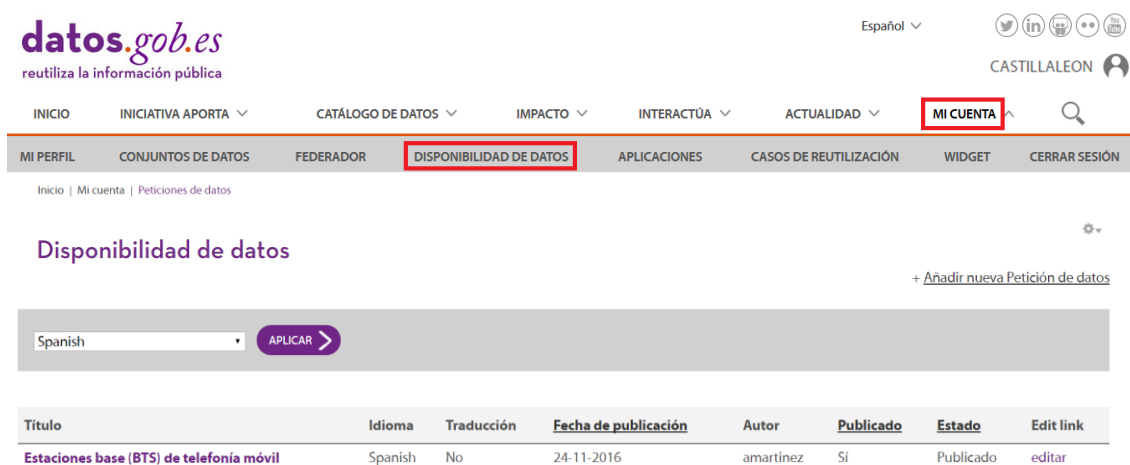 datos.gob.es
reutiliza la información pública
Español
You
CASTILLALEON
INICIO INICIATIVA APORTA CATÁLOGO DE DATOS IMPACTO INTERACTÚA ACTUALIDAD MI CUENTA
MI PERFIL CONJUNTOS DE DATOS FEDERADOR DISPONIBILIDAD DE DATOS APLICACIONES CASOS DE REUTILIZACIÓN WIDGET CERRAR SESIÓN
Inicio | Mi cuenta | Peticiones de datos
Disponibilidad de datos
+ Añadir nueva Petición de datos
Spanish APLICAR
Título Idioma Traducción Fecha de publicación Autor Publicado Estado Edit link
Estaciones base (BTS) de telefonía móvil Spanish No 24-11-2016 amartinez Sí Publicado editar